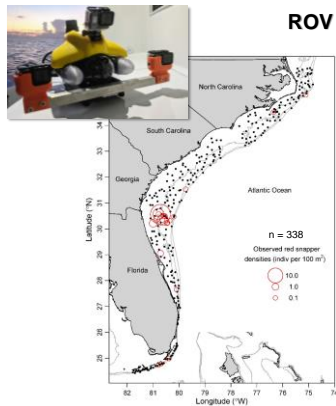 ROV
North Carolina
South Carolina
Georgia
Atlantic Ocean
Florida
n = 338
Observed red snapper
densities (indiv per 100 m²)
10.0
1.0
0.1
Latitude (°N)
34
33
32
31
30
29
28
27
26
25
82
81
80
79
78
77
76
75
74
Longitude (°W)